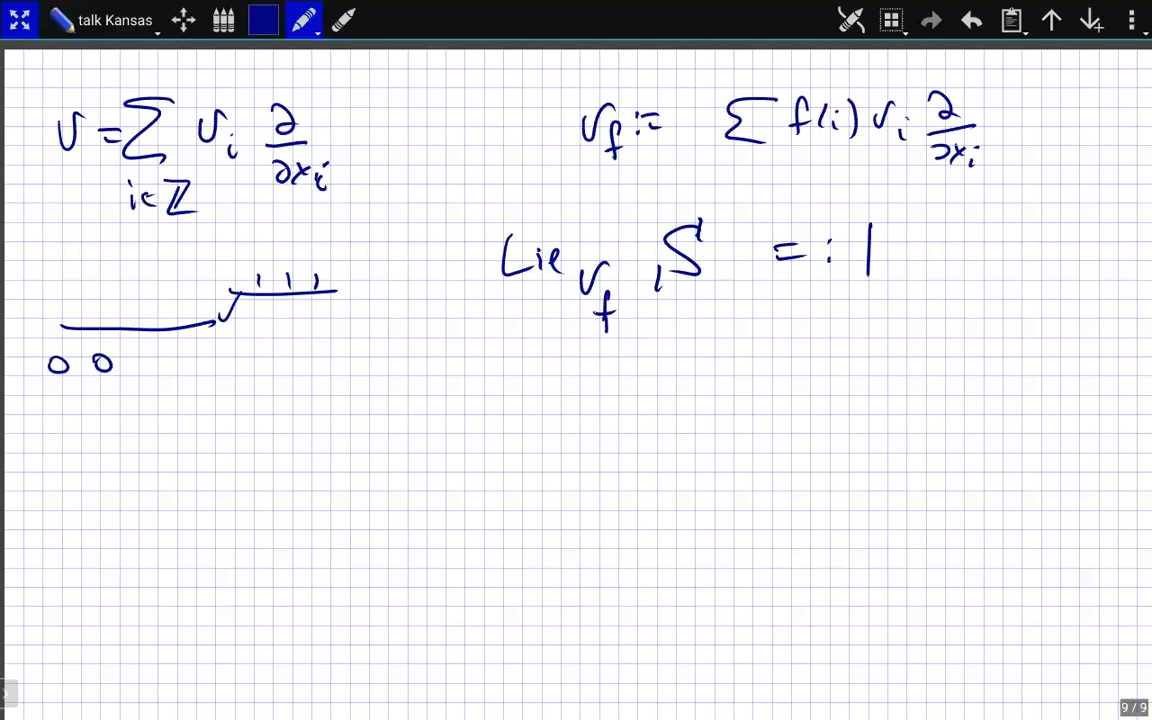 talk Kansas
v = ∑ v_i ∂/∂x_i
i∈ℤ
v_f := ∑ f(i) v_i ∂/∂x_i
Lie_{v_f} S = : |
0 0
9 / 9